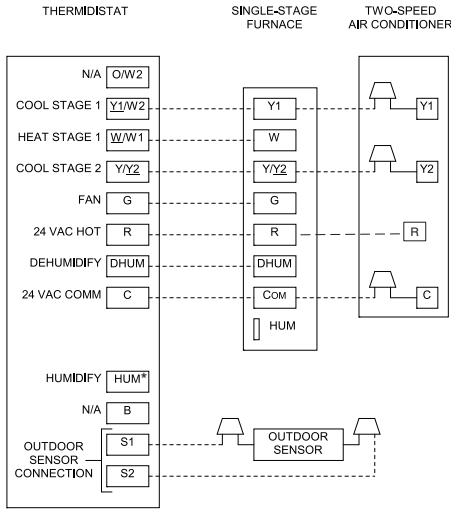 THERMIDISTAT
SINGLE-STAGE
FURNACE
TWO-SPEED
AIR CONDITIONER
N/A O/W2
COOL STAGE 1 Y1/W2 Y1 Y1
HEAT STAGE 1 W/W1 W
COOL STAGE 2 Y/Y2 Y/Y2 Y2
FAN G G
24 VAC HOT R R R
DEHUMIDIFY DHUM DHUM
24 VAC COMM C COM C
HUM
HUMIDIFY HUM*
N/A B
OUTDOOR
SENSOR
CONNECTION
S1
S2
OUTDOOR
SENSOR